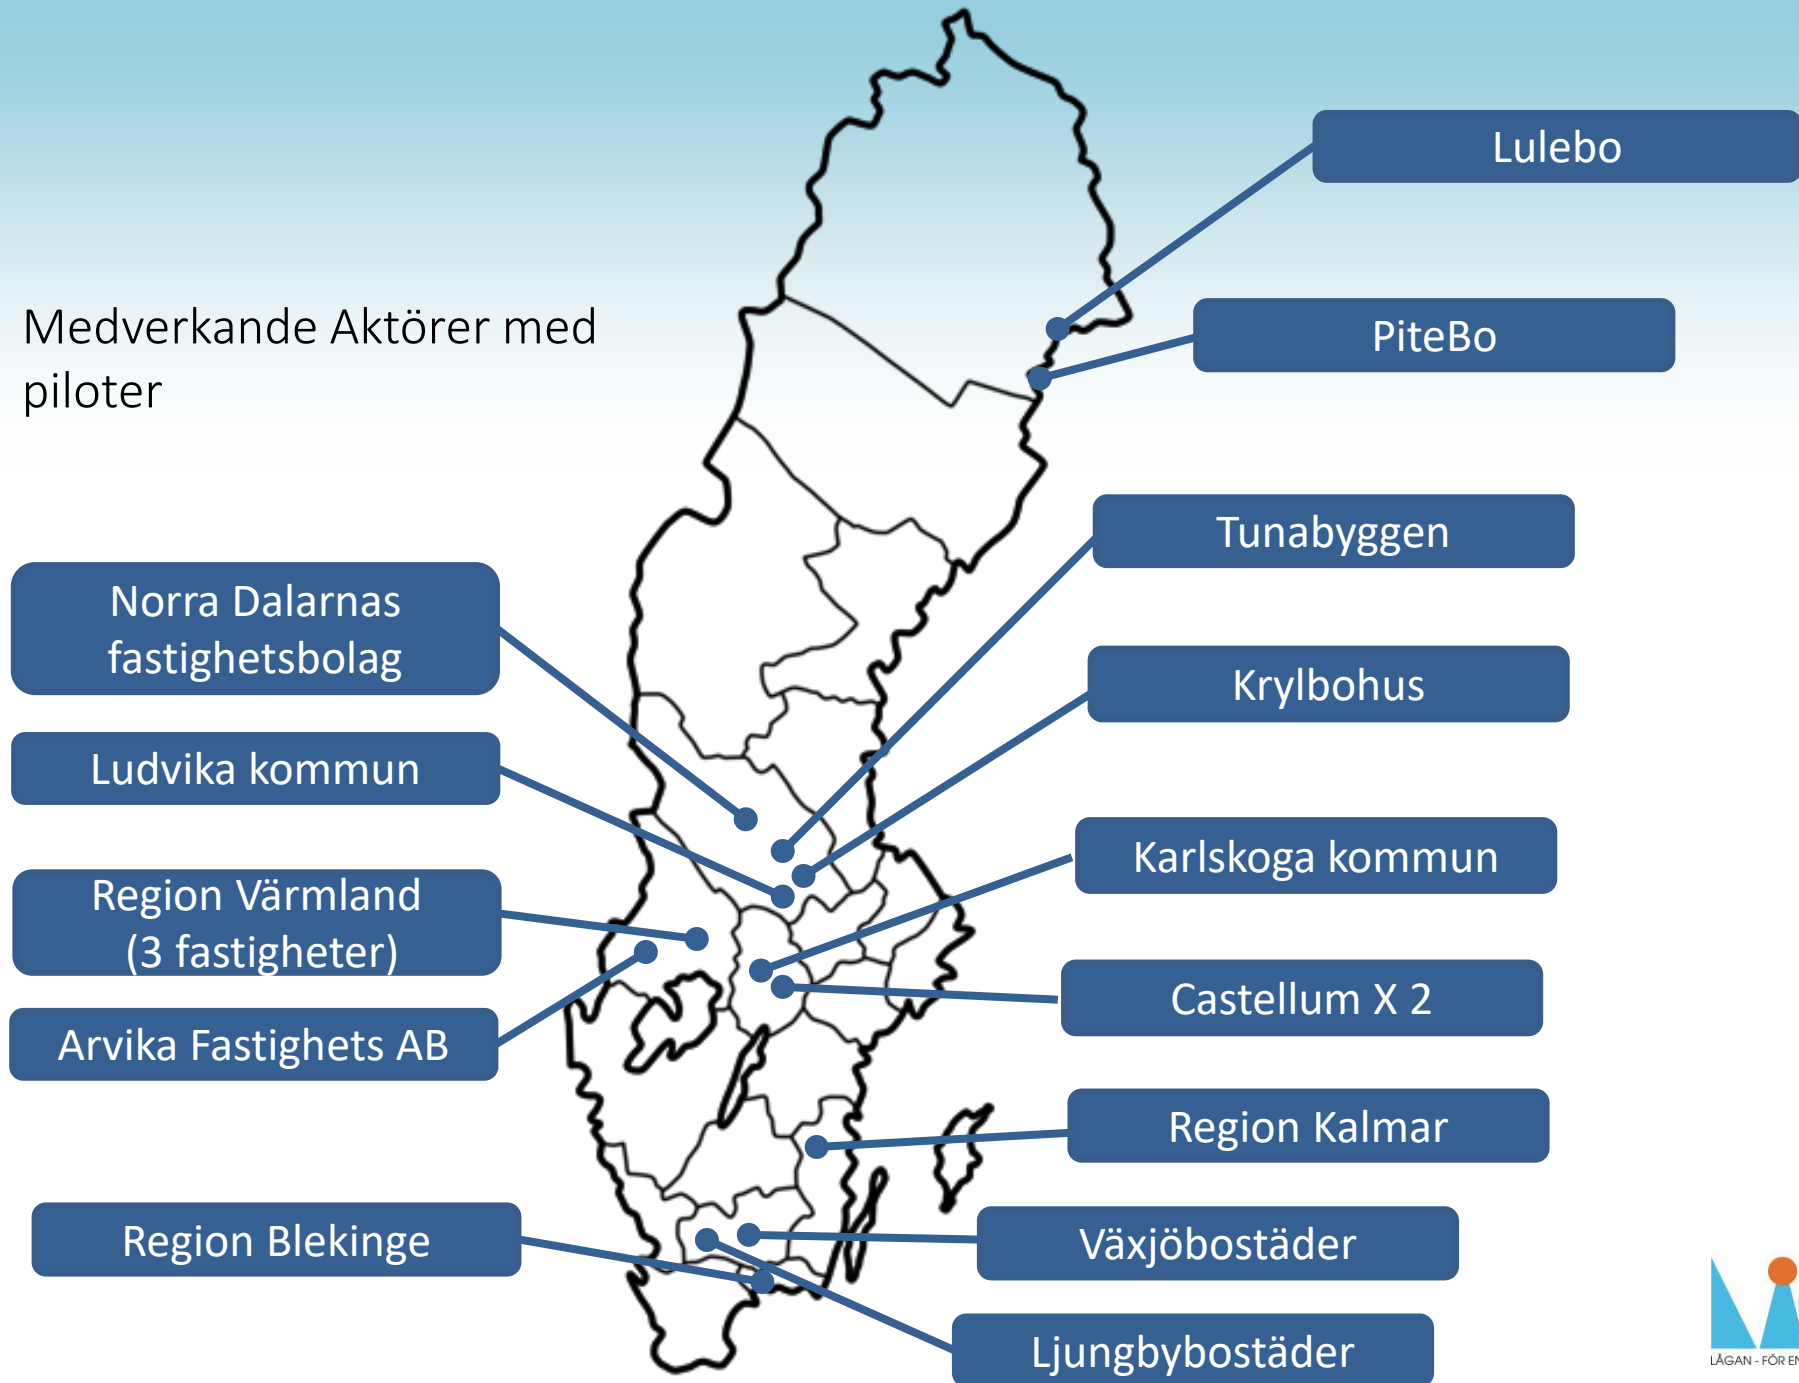 Medverkande Aktörer med
piloter
Lulebo
PiteBo
Tunabyggen
Norra Dalarnas
fastighetsbolag
Krylbohus
Ludvika kommun
Karlskoga kommun
Region Värmland
(3 fastigheter)
Castellum X 2
Arvika Fastighets AB
Region Kalmar
Region Blekinge
Växjöbostäder
Ljungbybostäder
LÅGAN - FÖR